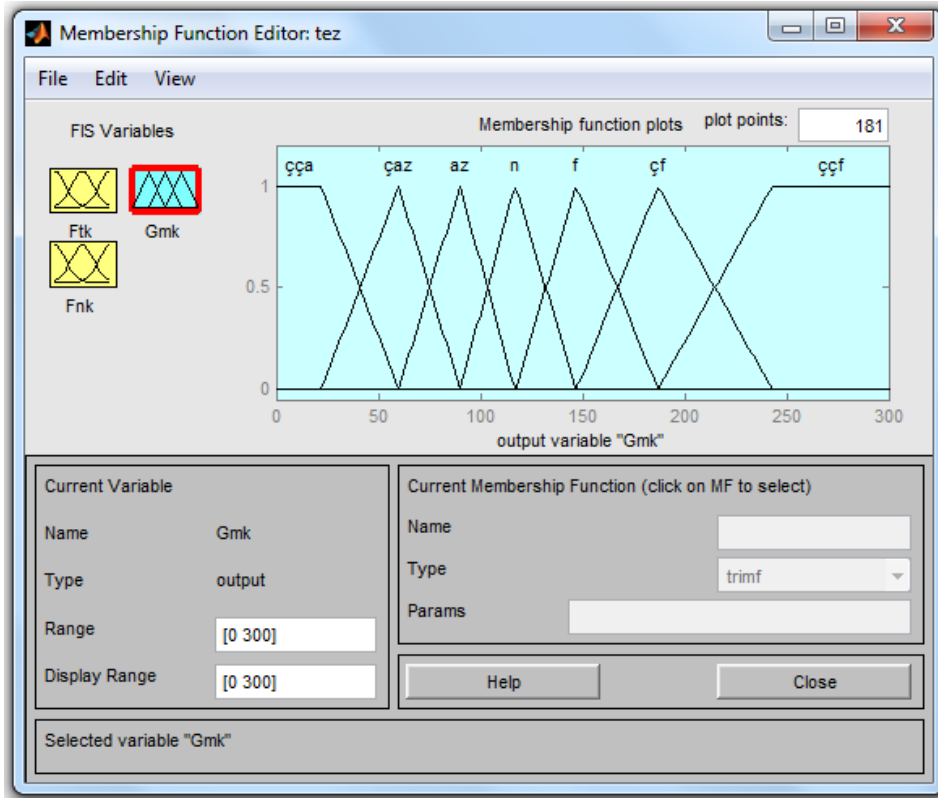 Membership Function Editor: tez
File Edit View
FIS Variables
Ftk Gmk
Fnk
Membership function plots plot points: 181
çça çaz az n f çf ççf
1
0.5
0
0 50 100 150 200 250 300
output variable "Gmk"
Current Variable
Name Gmk
Type output
Range [0 300]
Display Range [0 300]
Current Membership Function (click on MF to select)
Name
Type trimf
Params
Help Close
Selected variable "Gmk"